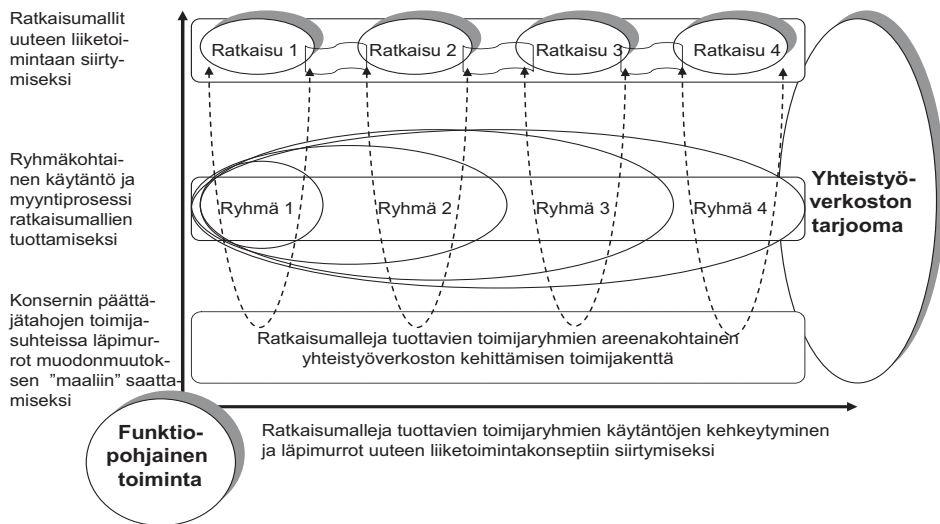 Ratkaisumallit
uuteen liiketoi-
mintaan siirty-
miseksi
Ratkaisu 1
Ratkaisu 2
Ratkaisu 3
Ratkaisu 4
Ryhmäkohtai-
nen käytäntö ja
myyntiprosessi
ratkaisumallien
tuottamiseksi
Ryhmä 1
Ryhmä 2
Ryhmä 3
Ryhmä 4
Yhteistyö-
verkoston
tarjooma
Konsernin päättä-
jätahojen toimija-
suhteissa läpimur-
rot muodonmuutok-
sen ”maaliin” saatta-
miseksi
Ratkaisumalleja tuottavien toimijaryhmien areenakohtainen
yhteistyöverkoston kehittämisen toimijakenttä
Funktio-
pohjainen
toiminta
Ratkaisumalleja tuottavien toimijaryhmien käytäntöjen kehkeytyminen
ja läpimurrot uuteen liiketoimintakonseptiin siirtymiseksi